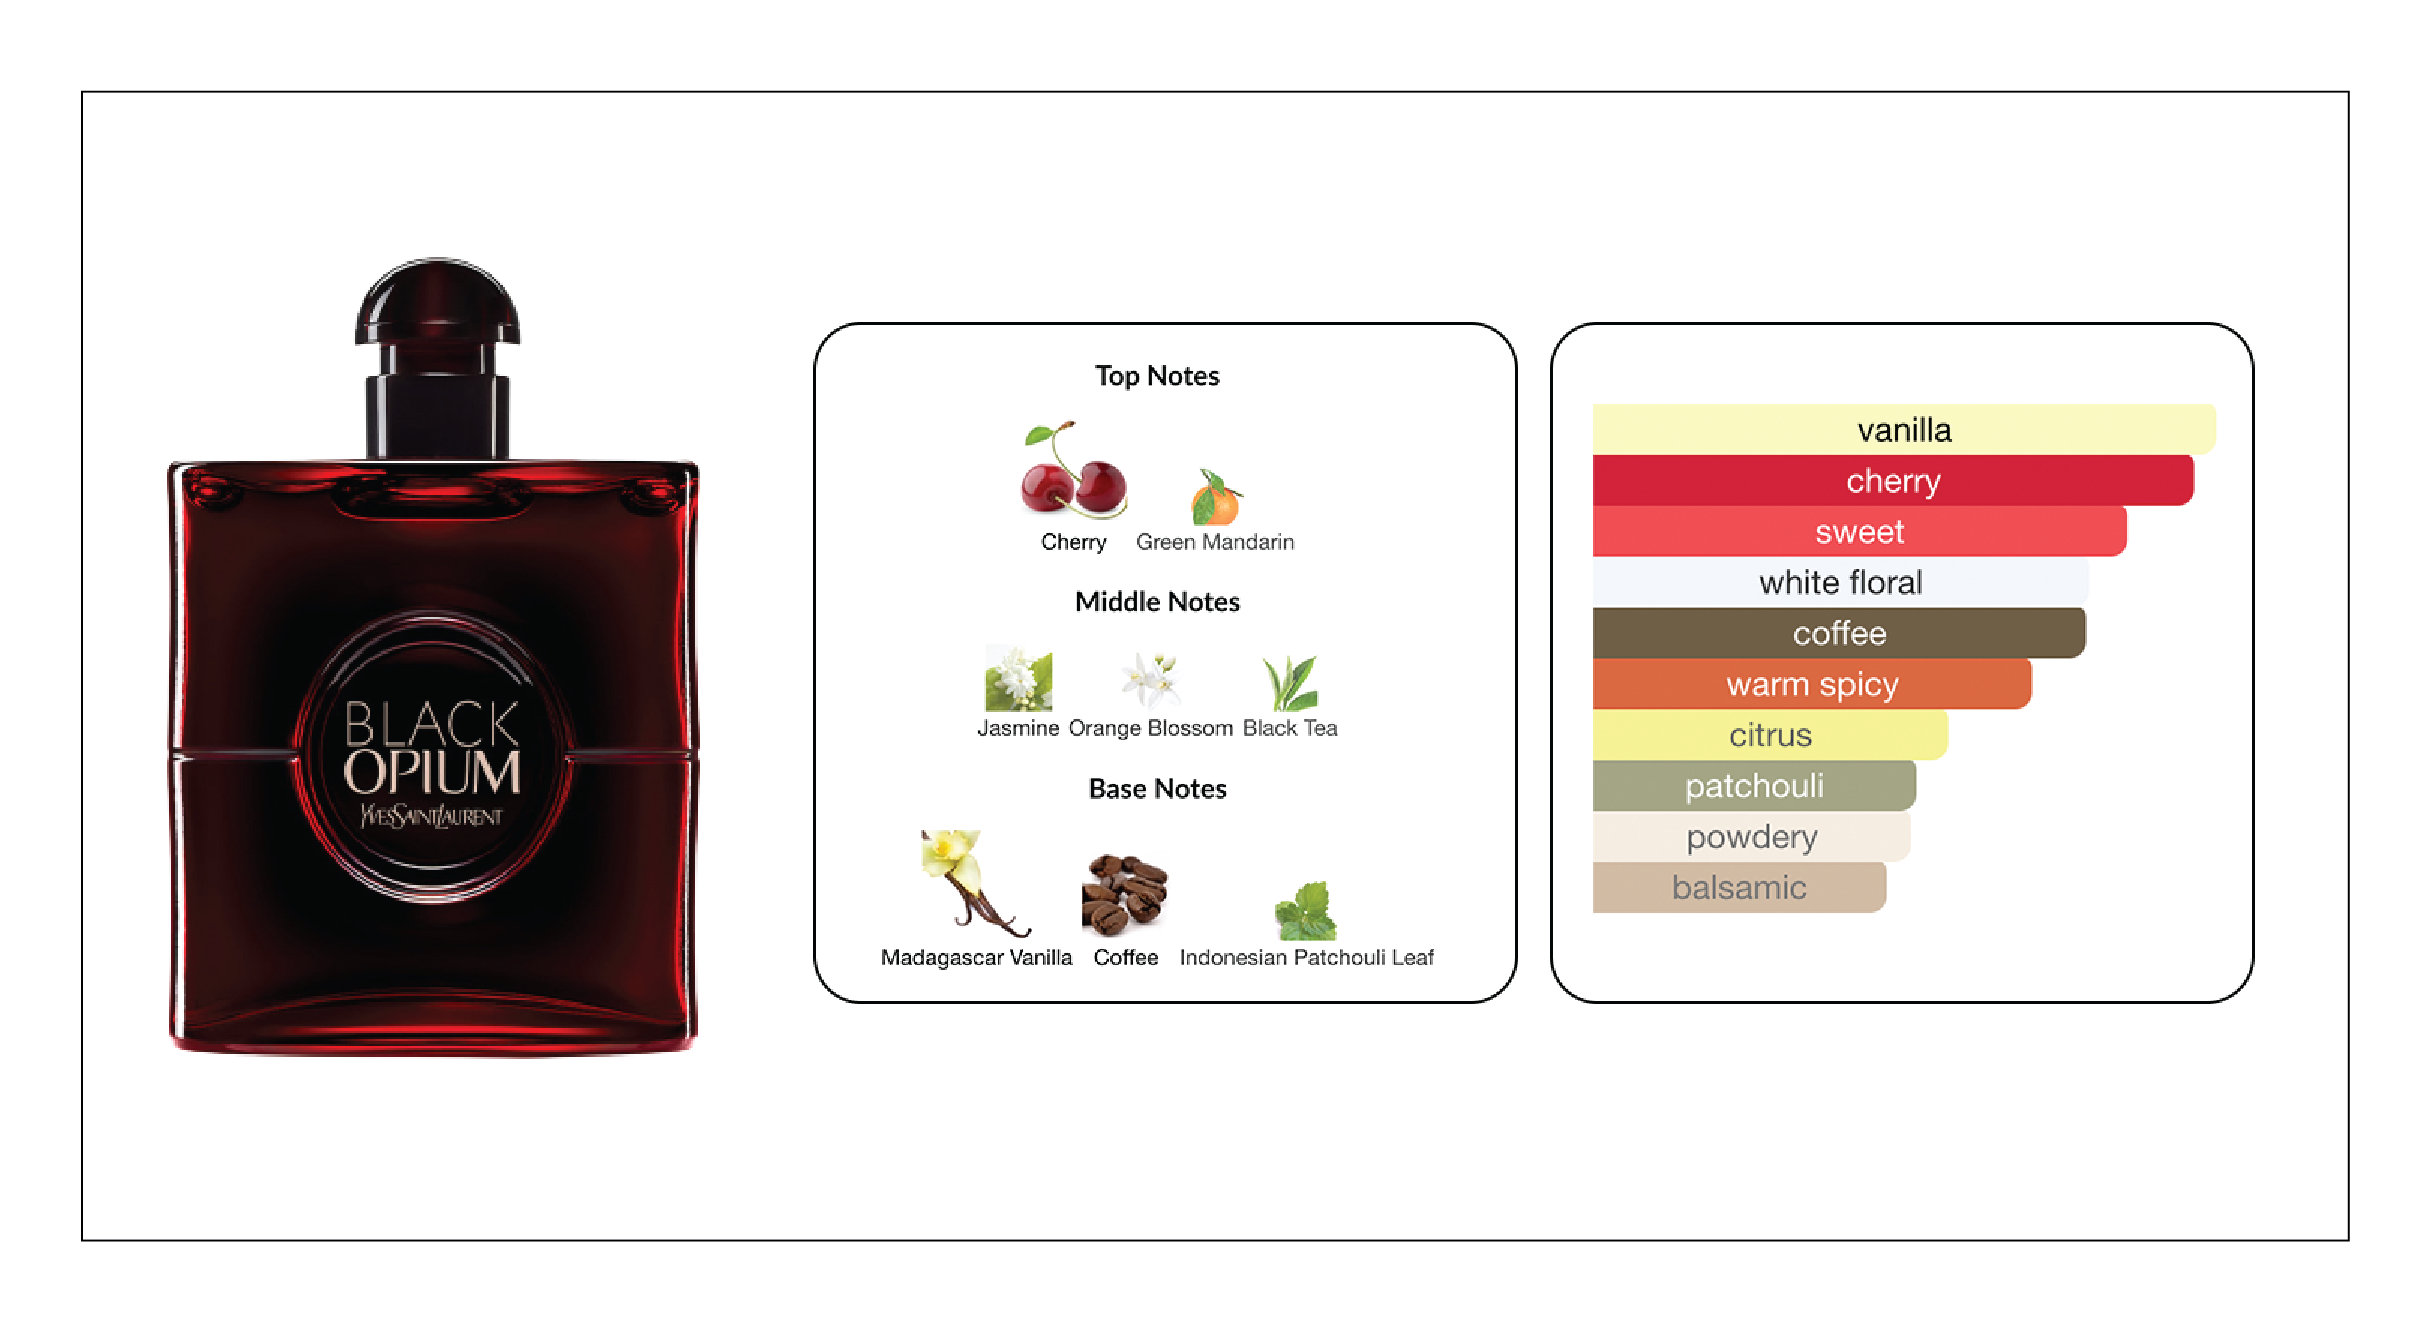 BLACK
OPIUM
YVESSAINTLAURENT
Top Notes
Cherry Green Mandarin
Middle Notes
Jasmine Orange Blossom Black Tea
Base Notes
Madagascar Vanilla Coffee Indonesian Patchouli Leaf
vanilla
cherry
sweet
white floral
coffee
warm spicy
citrus
patchouli
powdery
balsamic